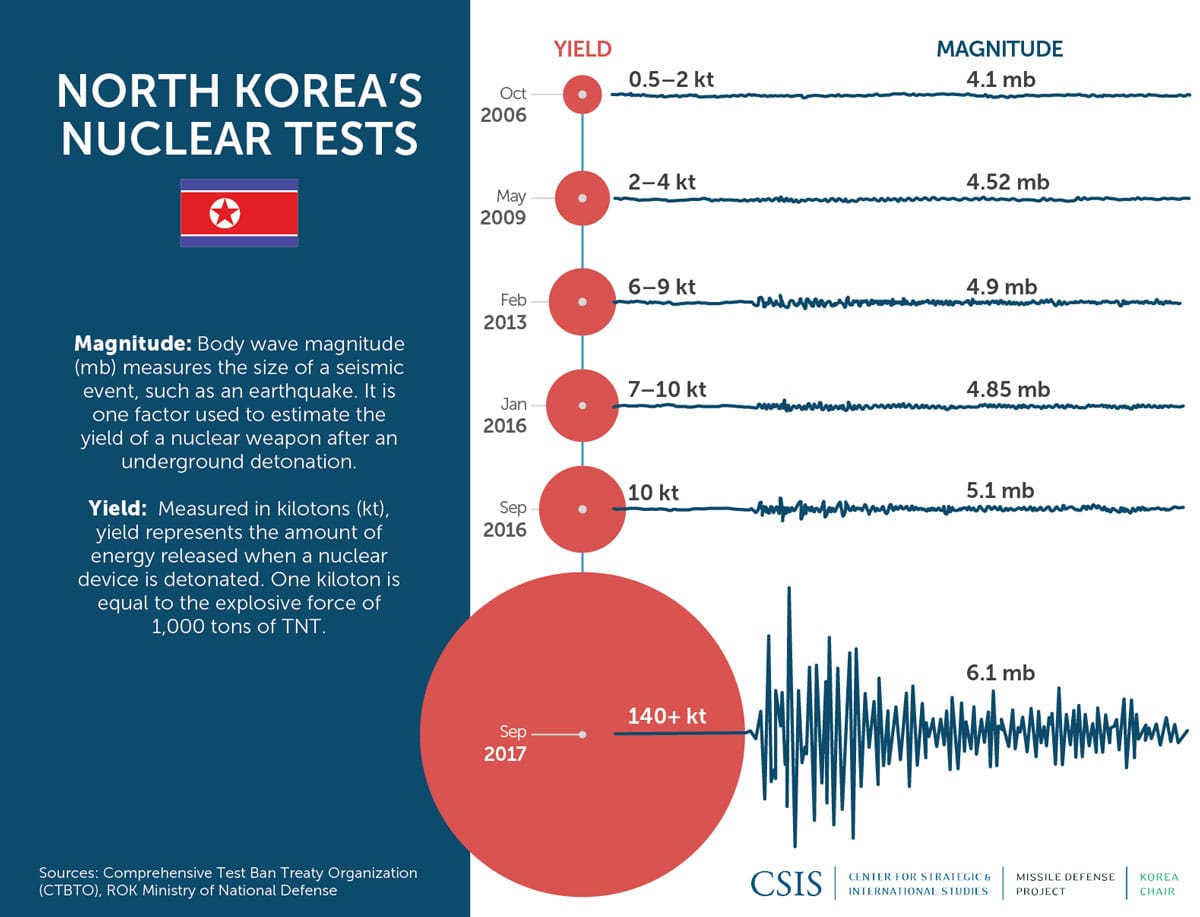 NORTH KOREA’S
NUCLEAR TESTS
Magnitude: Body wave magnitude
(mb) measures the size of a seismic
event, such as an earthquake. It is
one factor used to estimate the
yield of a nuclear weapon after an
underground detonation.
Yield: Measured in kilotons (kt),
yield represents the amount of
energy released when a nuclear
device is detonated. One kiloton is
equal to the explosive force of
1,000 tons of TNT.
Sources: Comprehensive Test Ban Treaty Organization
(CTBTO), ROK Ministry of National Defense
YIELD
MAGNITUDE
Oct
2006
0.5–2 kt
4.1 mb
May
2009
2–4 kt
4.52 mb
Feb
2013
6–9 kt
4.9 mb
Jan
2016
7–10 kt
4.85 mb
Sep
2016
10 kt
5.1 mb
Sep
2017
140+ kt
6.1 mb
CSIS
CENTER FOR STRATEGIC &
INTERNATIONAL STUDIES
MISSILE DEFENSE
PROJECT
KOREA
CHAIR